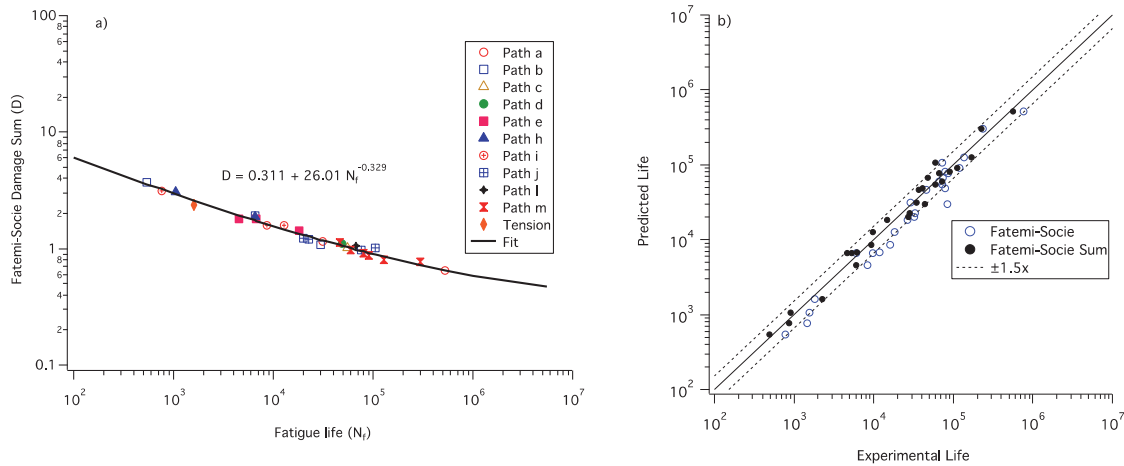 a)
Fatemi-Socie Damage Sum (D)
100
8
6
4
2
10
8
6
4
2
1
8
6
4
2
0.1
D = 0.311 + 26.01 N_f^-0.329
Path a
Path b
Path c
Path d
Path e
Path h
Path i
Path j
Path l
Path m
Tension
Fit
10^2
10^3
10^4
10^5
10^6
10^7
Fatigue life (N_f)
b)
Predicted Life
10^7
10^6
10^5
10^4
10^3
10^2
Fatemi-Socie
Fatemi-Socie Sum
±1.5x
10^2
10^3
10^4
10^5
10^6
10^7
Experimental Life